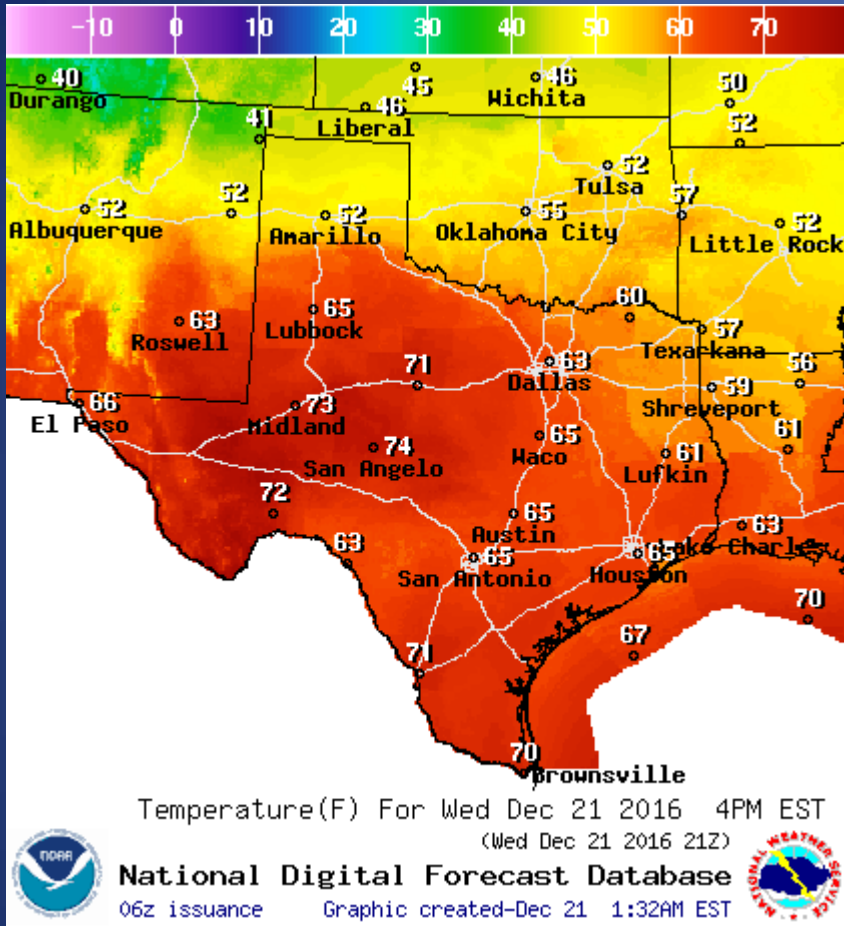 -10 0 10 20 30 40 50 60 70
40 45 46 50
Durango 46 Wichita
41 Liberal 52
52
Tulsa
52 52 52 55 57 52
Albuquerque Amarillo Oklahoma City Little Rock
63 65 60 57
Roswell Lubbock Texarkana
71 63 56
Dallas 59
66 73 Shreveport
El Paso Midland
74 65 61 61
San Angelo Waco Lufkin
72 65 63
Austin
63 65 65 Lake Charles
San Antonio Houston
70
67
71
70
Brownsville
Temperature(F) For Wed Dec 21 2016 4PM EST
(Wed Dec 21 2016 21Z)
NOAA
National Digital Forecast Database
06z issuance Graphic created-Dec 21 1:32AM EST
NATIONAL WEATHER SERVICE